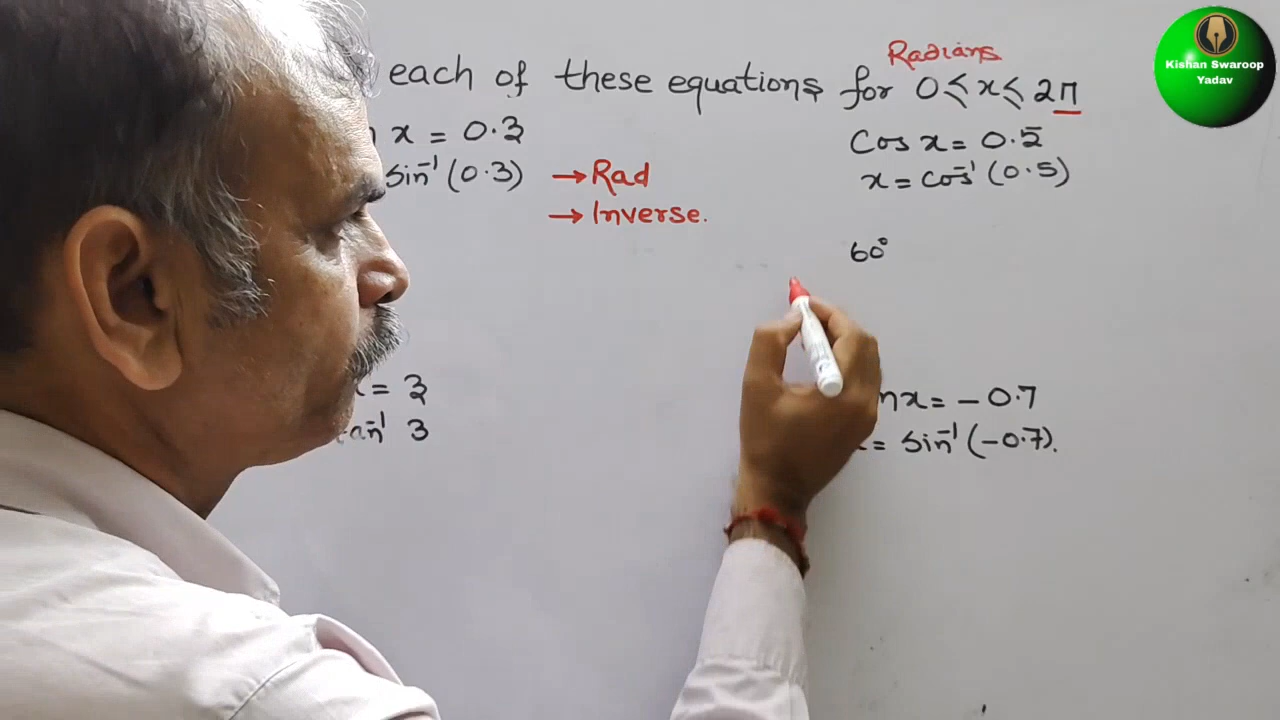 Radians
each of these equations for 0 ≤ x ≤ 2π
x = 0.3
sin⁻¹ (0.3) → Rad
→ Inverse.
Cos x = 0.5
x = cos⁻¹ (0.5)
60°
x = 3
tan⁻¹ 3
nx = - 0.7
= sin⁻¹ (-0.7).
Kishan Swaroop
Yadav